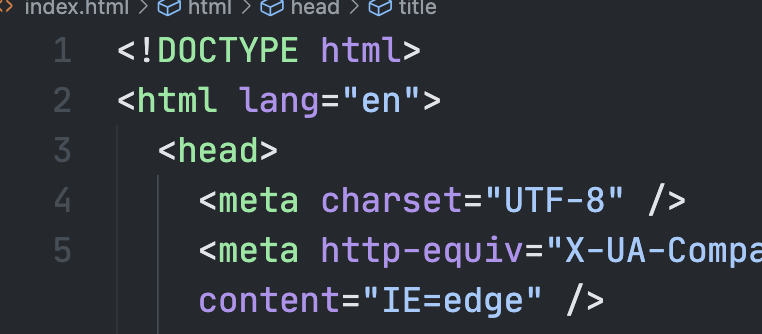 index.html > html > head > title
1 <!DOCTYPE html>
2 <html lang="en">
3 <head>
4 <meta charset="UTF-8" />
5 <meta http-equiv="X-UA-Compa
content="IE=edge" />